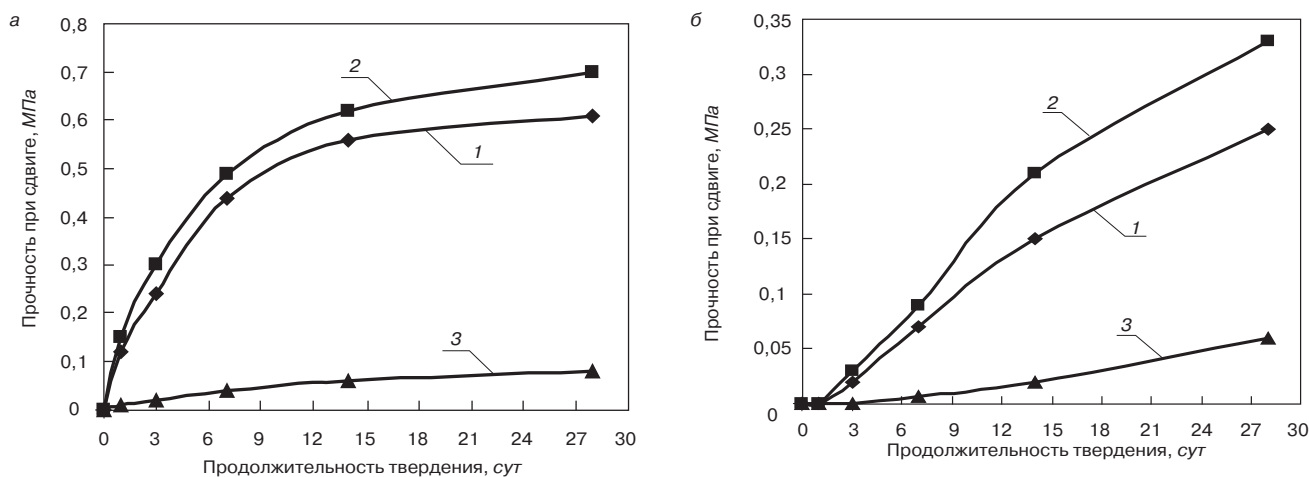 а
0,8
0,7
0,6
0,5
0,4
0,3
0,2
0,1
0
Прочность при сдвиге, МПа
2
1
3
0 3 6 9 12 15 18 21 24 27 30
Продолжительность твердения, сут
б
0,35
0,3
0,25
0,2
0,15
0,1
0,05
0
Прочность при сдвиге, МПа
2
1
3
0 3 6 9 12 15 18 21 24 27 30
Продолжительность твердения, сут